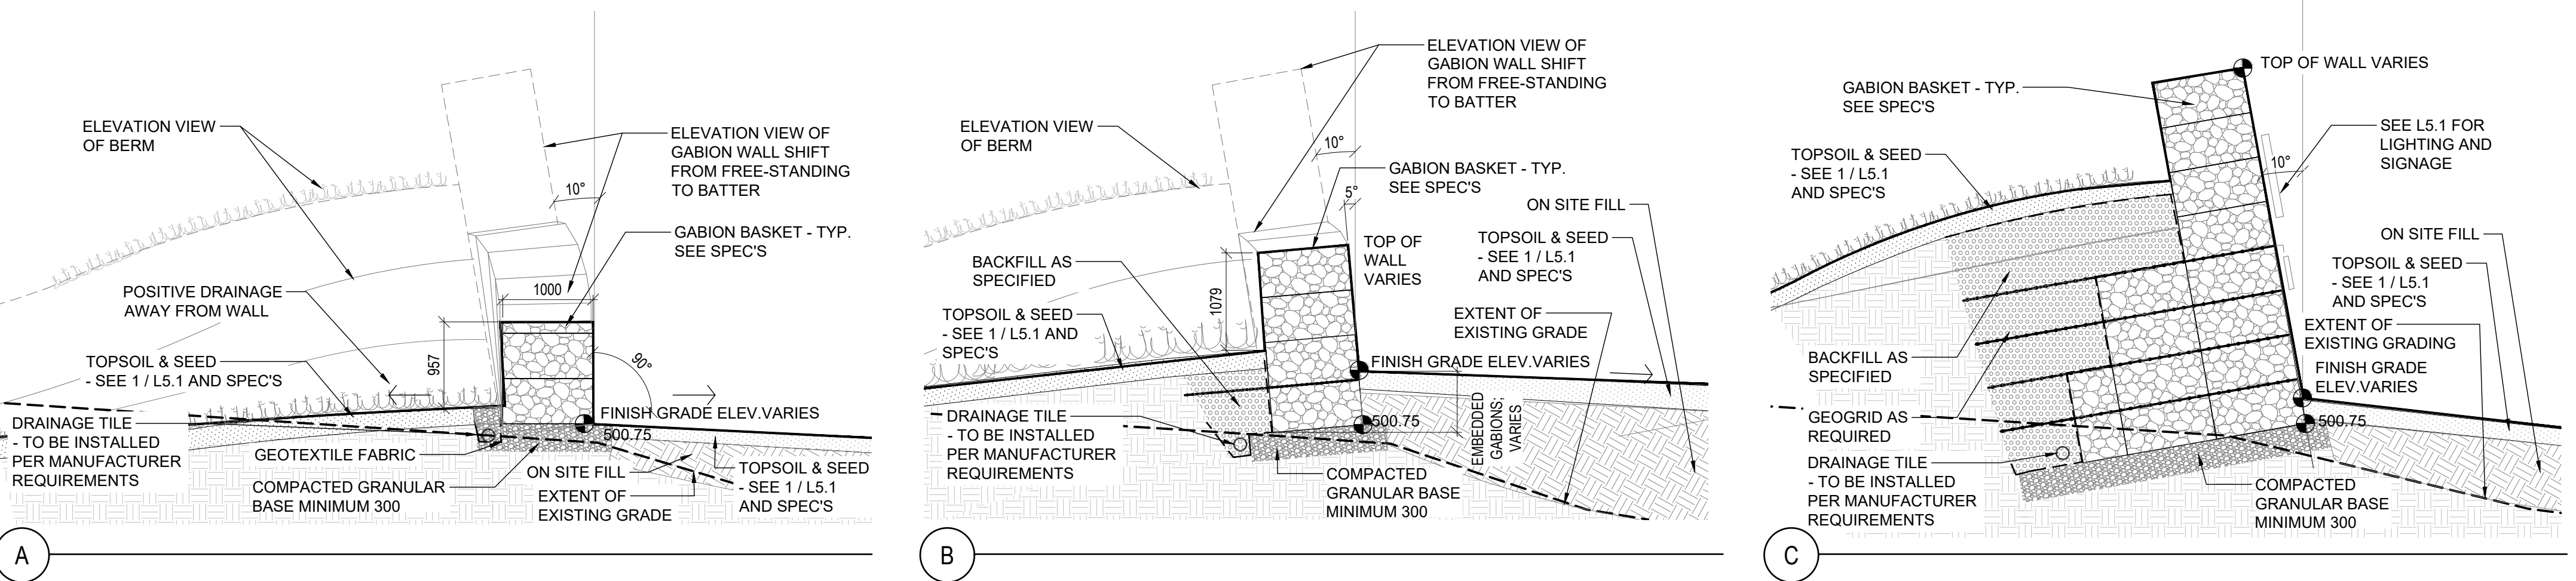 ELEVATION VIEW
OF BERM
ELEVATION VIEW OF
GABION WALL SHIFT
FROM FREE-STANDING
TO BATTER
10°
GABION BASKET - TYP.
SEE SPEC'S
POSITIVE DRAINAGE
AWAY FROM WALL
1000
957
90°
TOPSOIL & SEED
- SEE 1 / L5.1 AND SPEC'S
FINISH GRADE ELEV.VARIES
500.75
DRAINAGE TILE
- TO BE INSTALLED
PER MANUFACTURER
REQUIREMENTS
GEOTEXTILE FABRIC
COMPACTED GRANULAR
BASE MINIMUM 300
ON SITE FILL
EXTENT OF
EXISTING GRADE
TOPSOIL & SEED
- SEE 1 / L5.1
AND SPEC'S
A
ELEVATION VIEW OF
GABION WALL SHIFT
FROM FREE-STANDING
TO BATTER
ELEVATION VIEW
OF BERM
10°
GABION BASKET - TYP.
SEE SPEC'S
5°
ON SITE FILL
TOP OF
WALL
VARIES
TOPSOIL & SEED
- SEE 1 / L5.1
AND SPEC'S
BACKFILL AS
SPECIFIED
1079
TOPSOIL & SEED
- SEE 1 / L5.1 AND
SPEC'S
EXTENT OF
EXISTING GRADE
FINISH GRADE ELEV.VARIES
DRAINAGE TILE
- TO BE INSTALLED
PER MANUFACTURER
REQUIREMENTS
500.75
EMBEDDED
GABIONS;
VARIES
COMPACTED
GRANULAR BASE
MINIMUM 300
B
TOP OF WALL VARIES
GABION BASKET - TYP.
SEE SPEC'S
SEE L5.1 FOR
LIGHTING AND
SIGNAGE
TOPSOIL & SEED
- SEE 1 / L5.1
AND SPEC'S
10°
ON SITE FILL
TOPSOIL & SEED
- SEE 1 / L5.1
AND SPEC'S
EXTENT OF
EXISTING GRADING
BACKFILL AS
SPECIFIED
FINISH GRADE
ELEV.VARIES
GEOGRID AS
REQUIRED
500.75
DRAINAGE TILE
- TO BE INSTALLED
PER MANUFACTURER
REQUIREMENTS
COMPACTED
GRANULAR BASE
MINIMUM 300
C